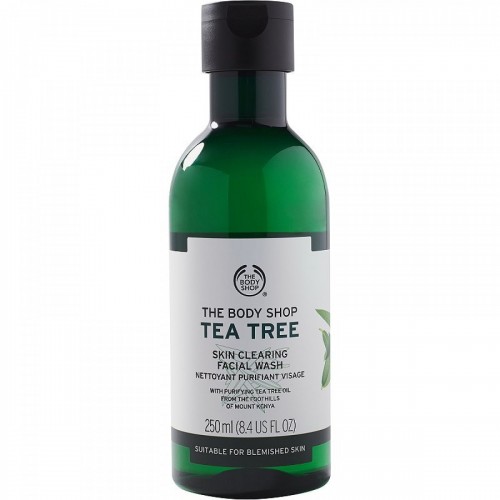 THE
BODY
SHOP
®
THE BODY SHOP
TEA TREE
SKIN CLEARING
FACIAL WASH
NETTOYANT PURIFIANT VISAGE
WITH PURIFYING TEA TREE OIL
FROM THE FOOTHILLS
OF MOUNT KENYA
250 ml (8.4 US FL OZ)
SUITABLE FOR BLEMISHED SKIN